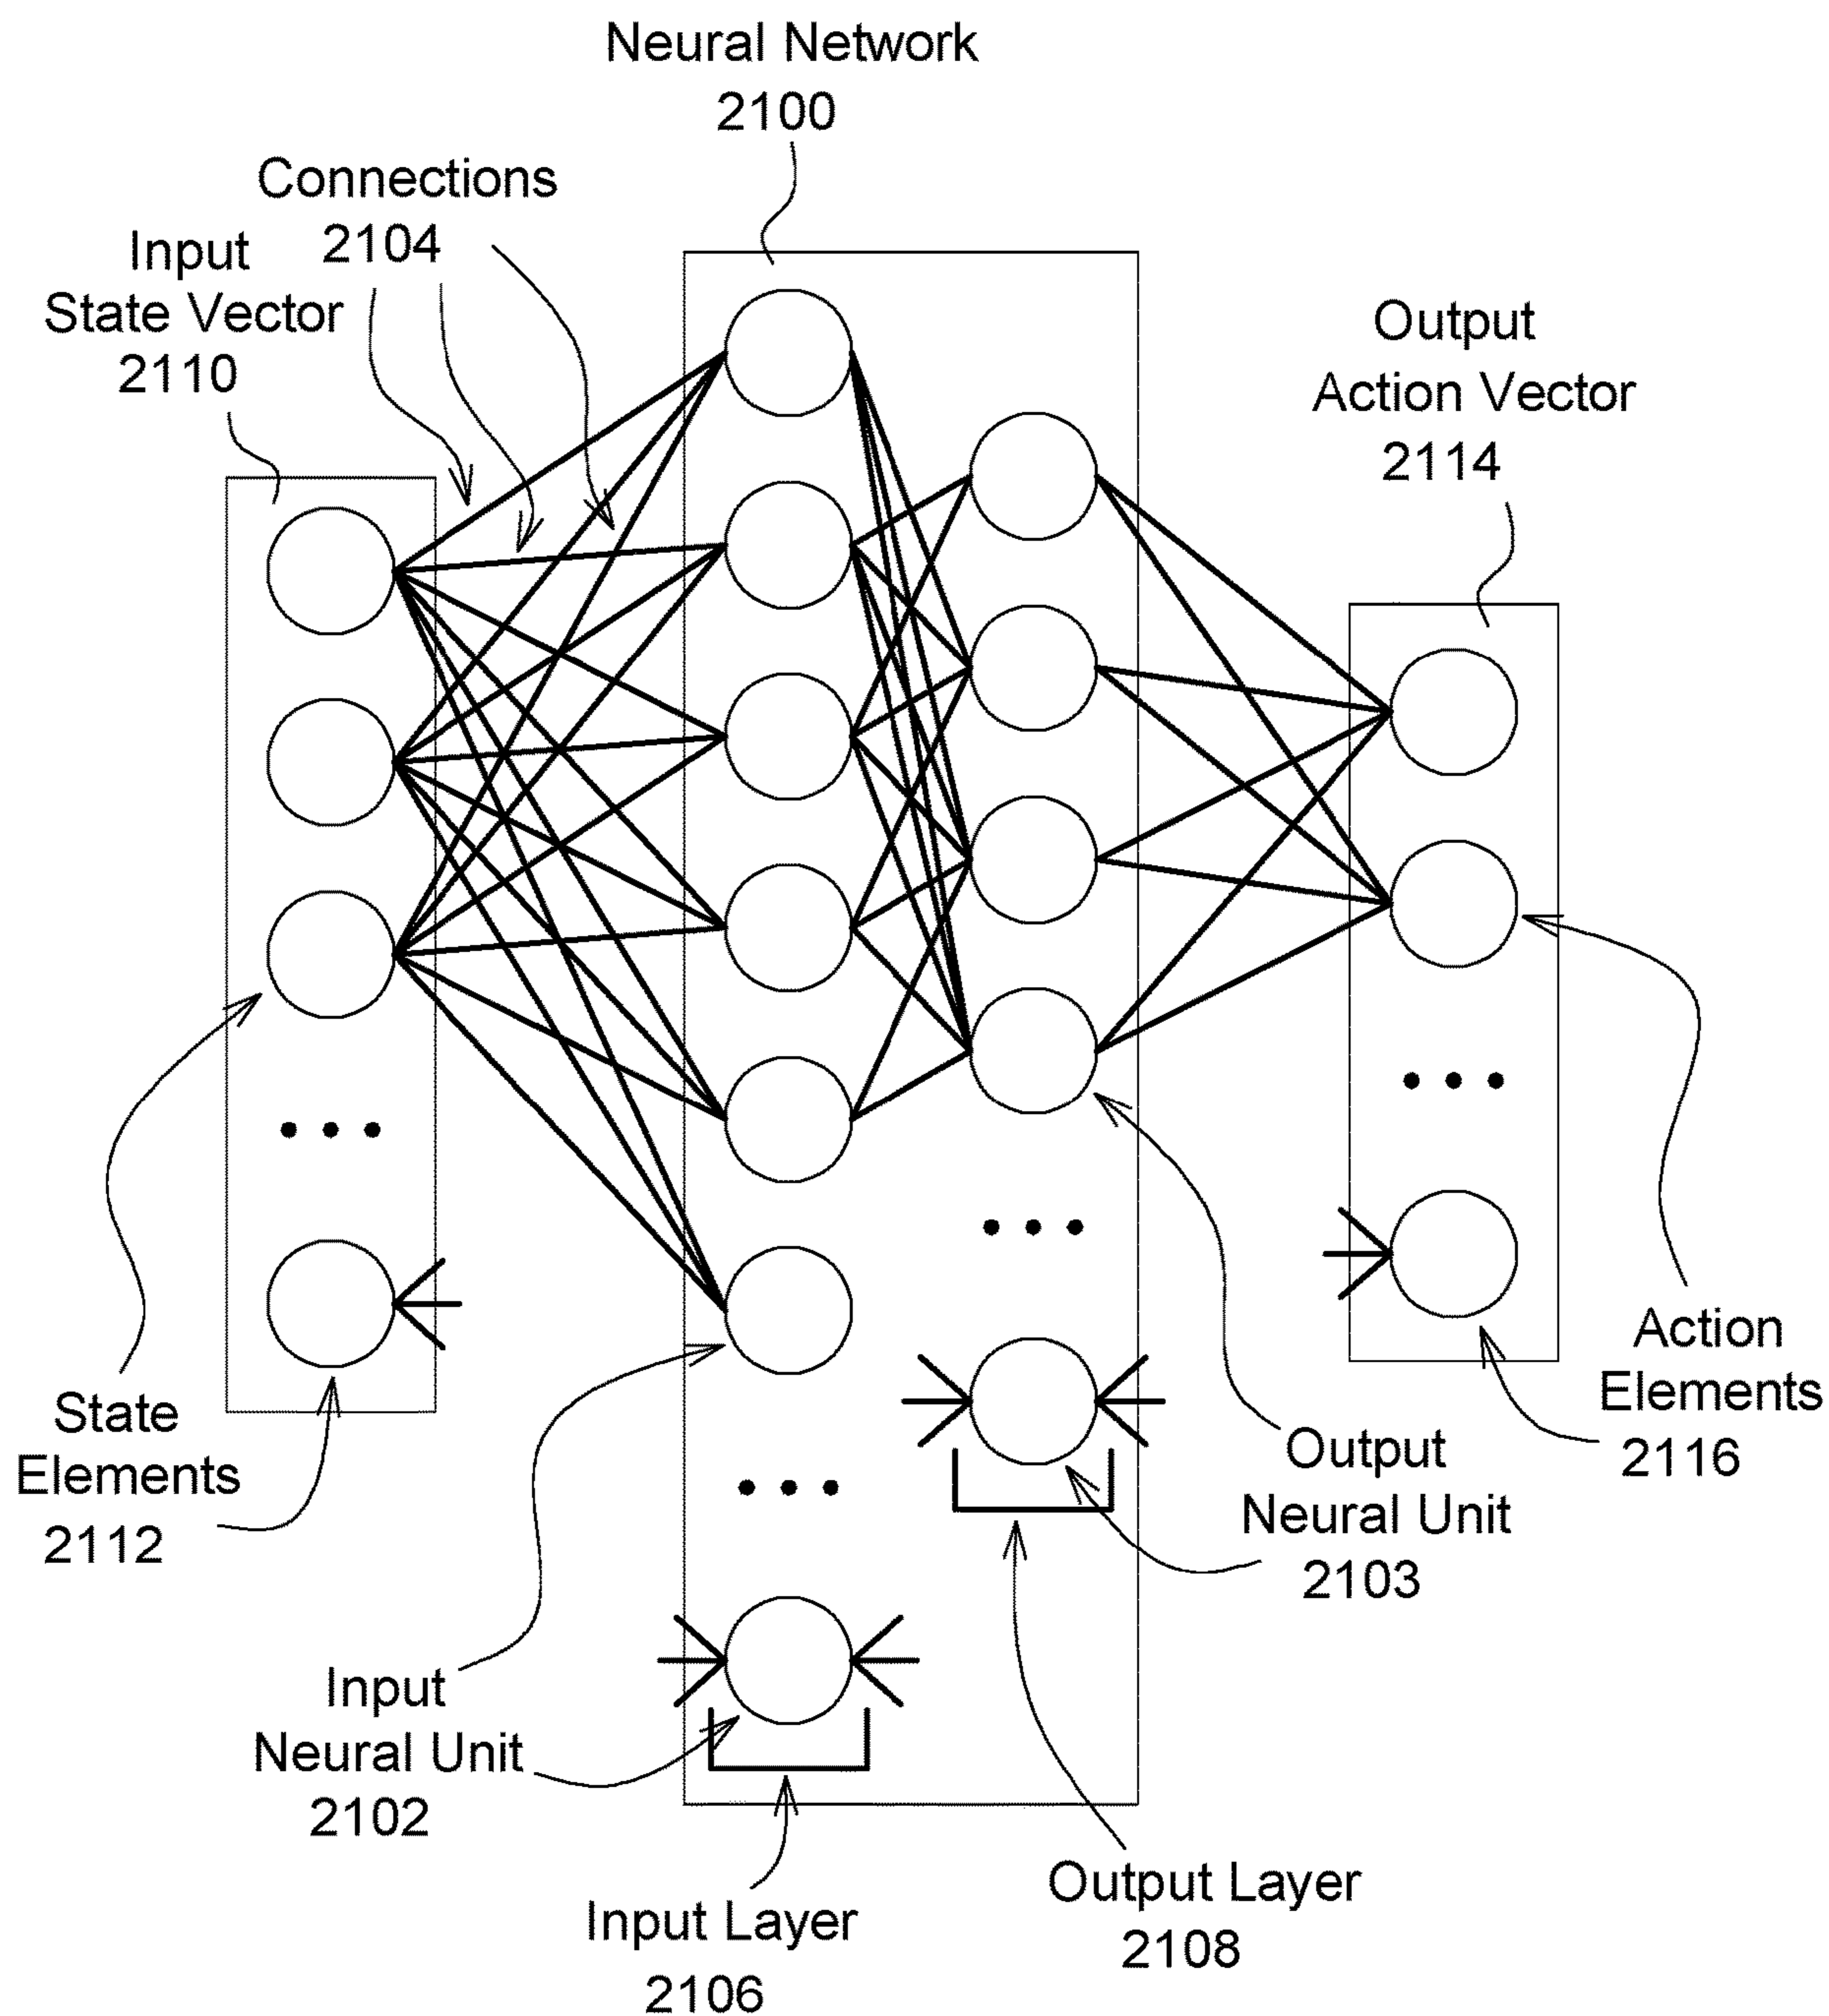 Neural Network
2100
Connections
2104
Input
State Vector
2110
Output
Action Vector
2114
State
Elements
2112
Action
Elements
2116
Output
Neural Unit
2103
Input
Neural Unit
2102
Output Layer
2108
Input Layer
2106